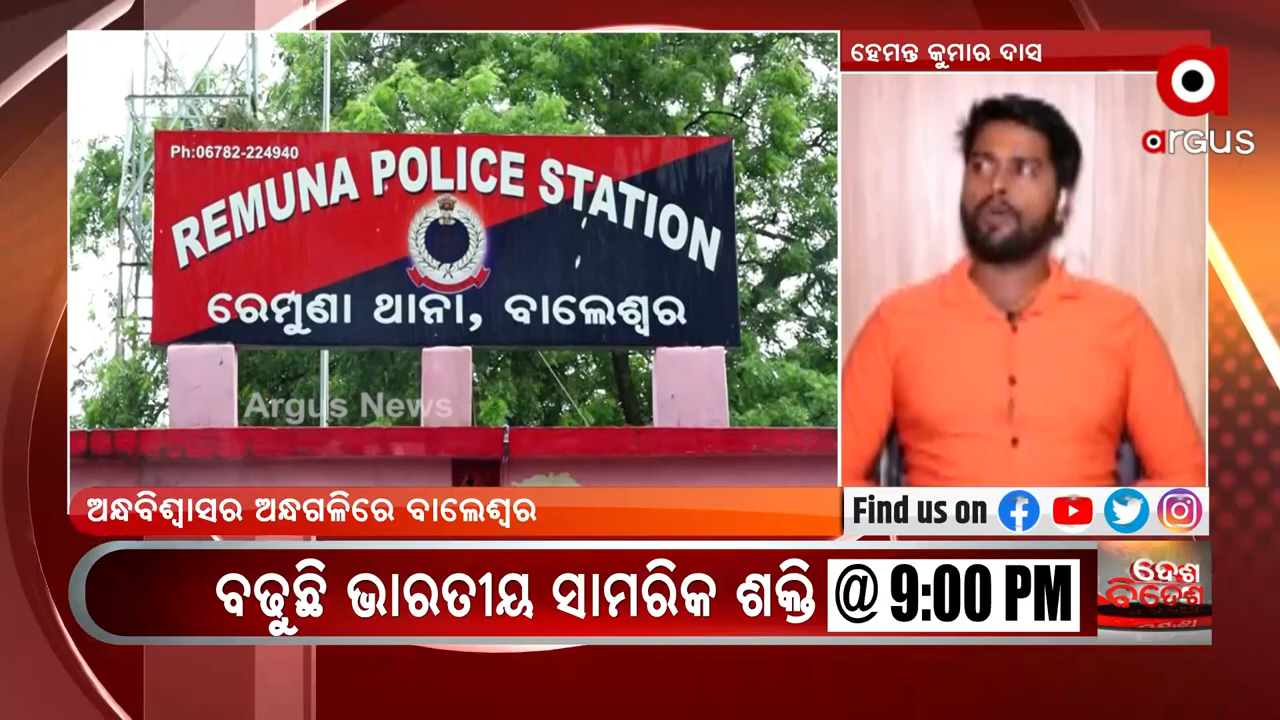 ହେମନ୍ତ କୁମାର ଦାସ
argus
Ph:06782-224940
REMUNA POLICE STATION
ରେମୁଣା ଥାନା, ବାଲେଶ୍ୱର
Argus News
ଅନ୍ଧବିଶ୍ୱାସର ଅନ୍ଧଗଳିରେ ବାଲେଶ୍ୱର
Find us on
ବଢୁଛି ଭାରତୀୟ ସାମରିକ ଶକ୍ତି @ 9:00 PM
ଦେଶ
ବିଦେଶ